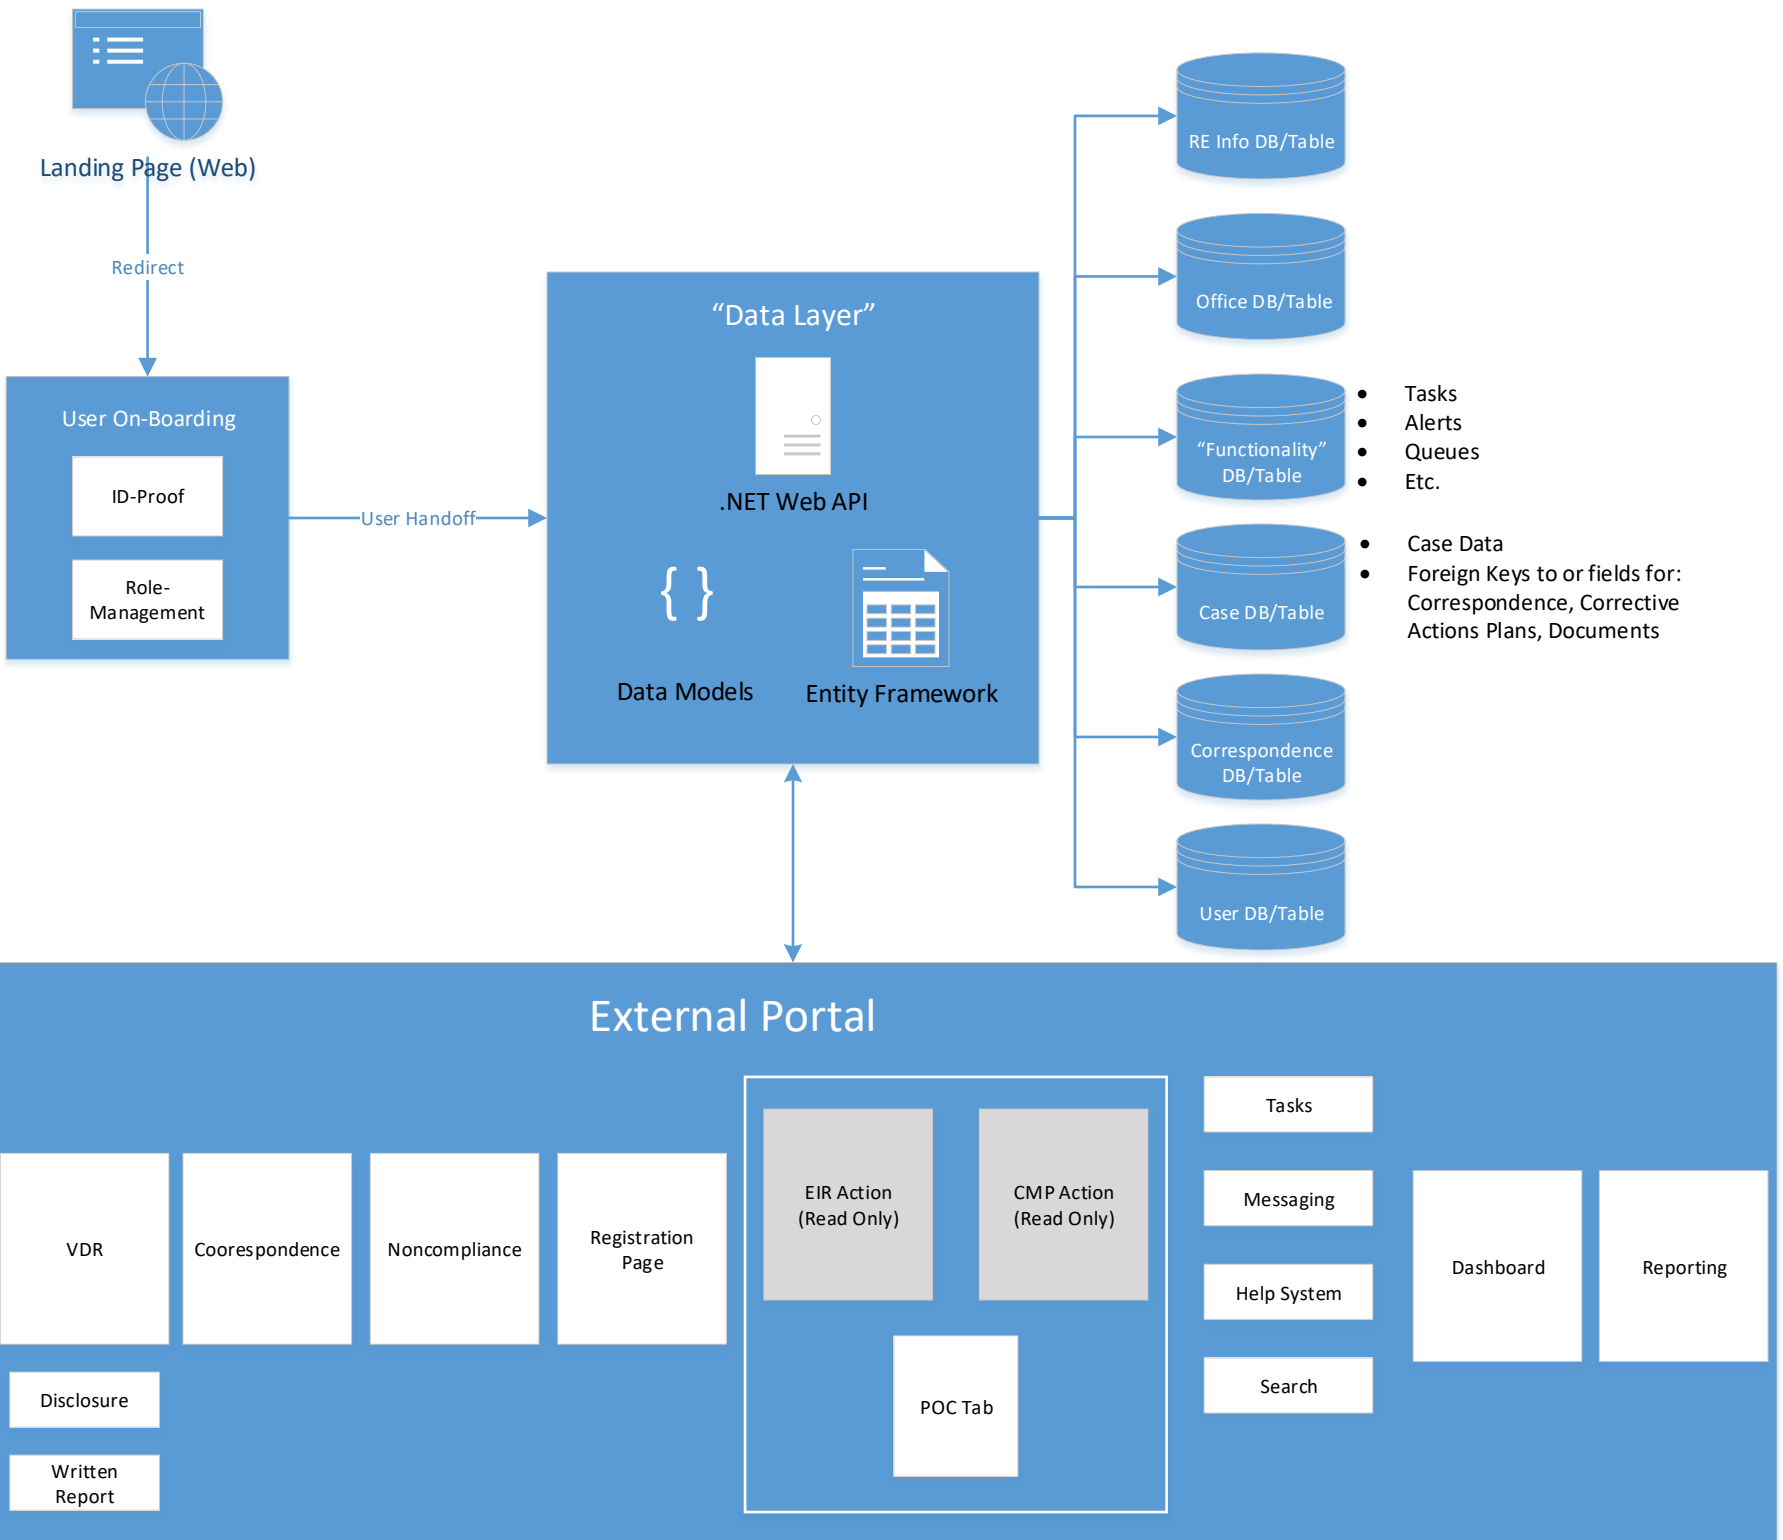 Landing Page (Web)
Redirect
User On-Boarding
ID-Proof
Role-
Management
User Handoff
“Data Layer”
.NET Web API
{ }
Data Models
Entity Framework
RE Info DB/Table
Office DB/Table
“Functionality”
DB/Table
• Tasks
• Alerts
• Queues
• Etc.
Case DB/Table
• Case Data
• Foreign Keys to or fields for:
Correspondence, Corrective
Actions Plans, Documents
Correspondence
DB/Table
User DB/Table
External Portal
VDR
Coorespondence
Noncompliance
Registration
Page
Disclosure
Written
Report
EIR Action
(Read Only)
CMP Action
(Read Only)
POC Tab
Tasks
Messaging
Help System
Search
Dashboard
Reporting